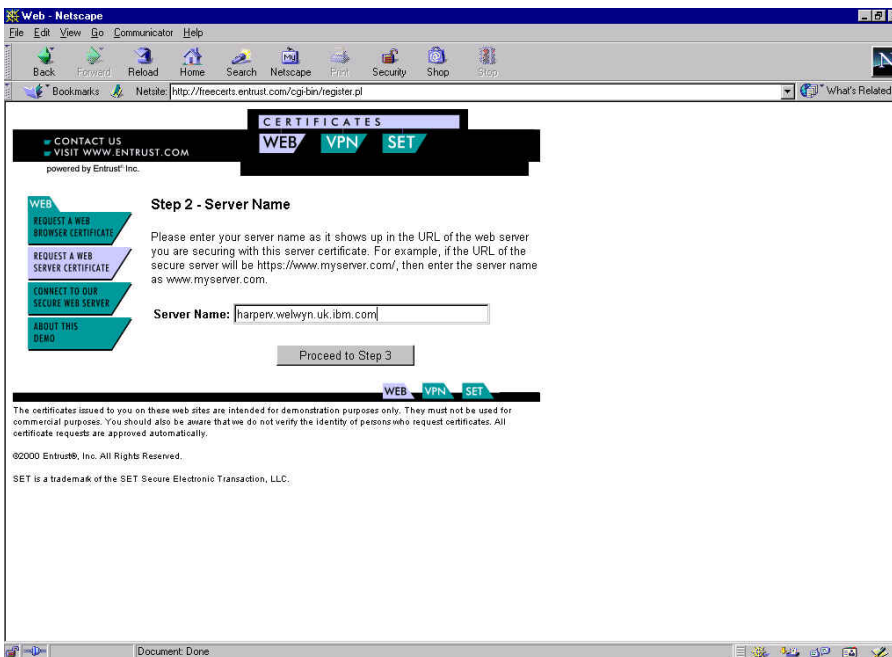 Web - Netscape
File Edit View Go Communicator Help
Back Forward Reload Home Search Netscape Print Security Shop Stop
Bookmarks Netsite: http://freecerts.entrust.com/cgi-bin/register.pl What's Related
CERTIFICATES
WEB VPN SET
CONTACT US
VISIT WWW.ENTRUST.COM
powered by Entrust® Inc.
WEB
REQUEST A WEB
BROWSER CERTIFICATE
REQUEST A WEB
SERVER CERTIFICATE
CONNECT TO OUR
SECURE WEB SERVER
ABOUT THIS
DEMO
Step 2 - Server Name
Please enter your server name as it shows up in the URL of the web server
you are securing with this server certificate. For example, if the URL of the
secure server will be https://www.myserver.com/, then enter the server name
as www.myserver.com.
Server Name: harperv.welwyn.uk.ibm.com
Proceed to Step 3
WEB VPN SET
The certificates issued to you on these web sites are intended for demonstration purposes only. They must not be used for
commercial purposes. You should also be aware that we do not verify the identity of persons who request certificates. All
certificate requests are approved automatically.
©2000 Entrust®, Inc. All Rights Reserved.
SET is a trademark of the SET Secure Electronic Transaction, LLC.
Document: Done